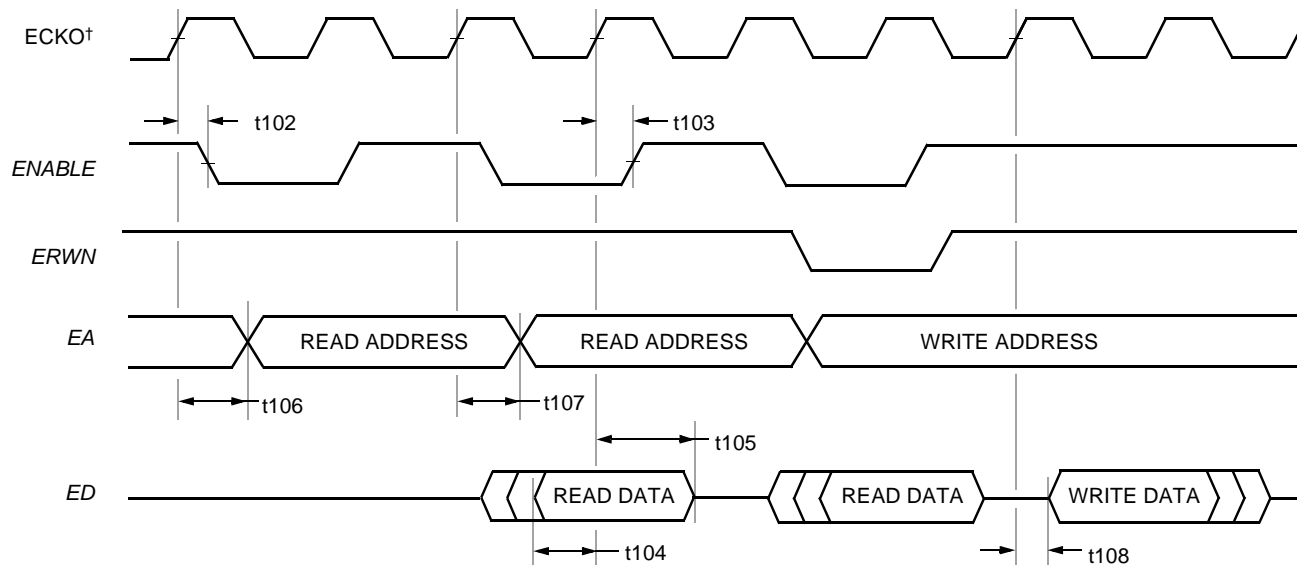 ECKO†
t102
t103
ENABLE
ERWN
EA
READ ADDRESS
READ ADDRESS
WRITE ADDRESS
t106
t107
t105
ED
READ DATA
READ DATA
WRITE DATA
t104
t108